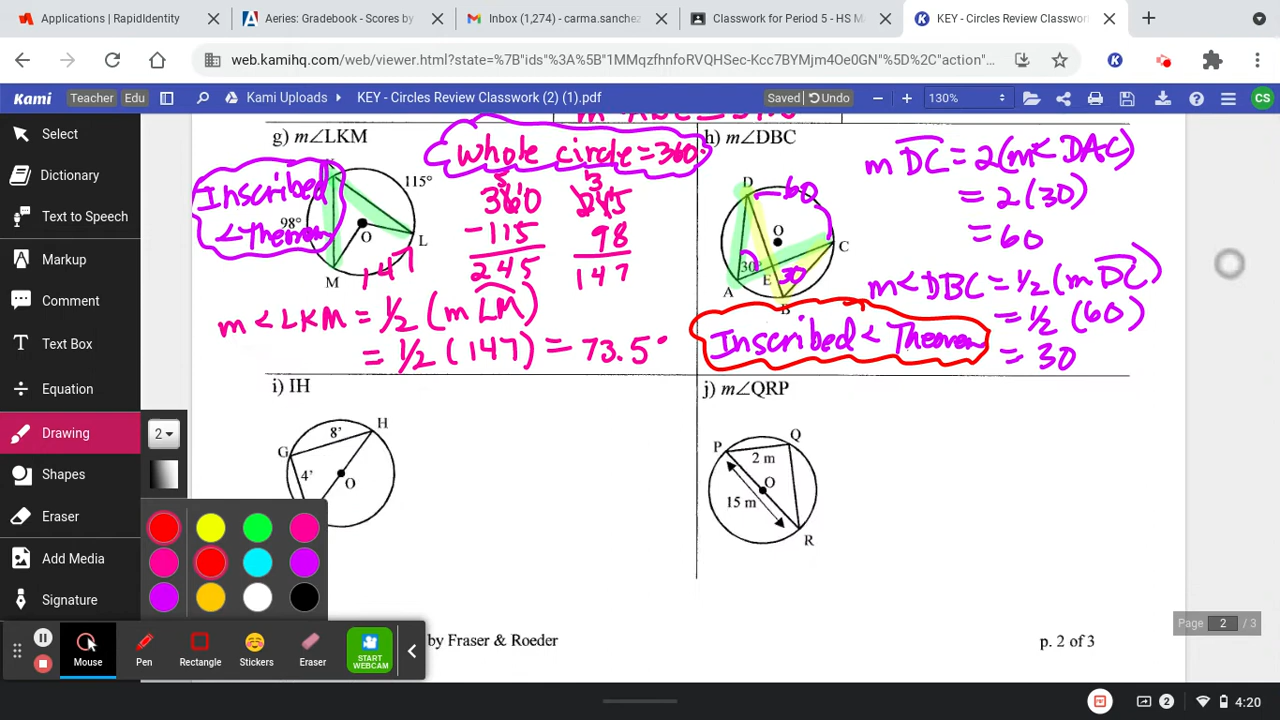 Applications | RapidIdentity
Aeries: Gradebook - Scores by
Inbox (1,274) - carma.sanchez
Classwork for Period 5 - HS M
KEY - Circles Review Classwor
web.kamihq.com/web/viewer.html?state=%7B"ids"%3A%5B"1MMqzfhnfoRVQHSec-Kcc7BYMjm4Oe0GN"%5D%2C"action"...
Kami Teacher Edu
Kami Uploads
KEY - Circles Review Classwork (2) (1).pdf
Saved Undo
130%
CS
Select
Dictionary
Text to Speech
Markup
Comment
Text Box
Equation
Drawing
2
Shapes
Eraser
Add Media
Signature
g) m∠LKM
whole circle = 360
Inscribed
< Theorem
115°
98°
O
L
M
147
360
-115
245
3
245
98
147
m < LKM = 1/2 (m LM)
= 1/2 (147) = 73.5°
h) m∠DBC
D
60
O
C
30°
E
30
A
B
m DC = 2(m< DAC)
= 2(30)
= 60
m< DBC = 1/2 (m DC)
= 1/2 (60)
= 30
Inscribed < Theorem
i) IH
H
8'
G
4'
O
j) m∠QRP
P
Q
2 m
O
15 m
R
by Fraser & Roeder
p. 2 of 3
Page 2 / 3
Mouse
Pen
Rectangle
Stickers
Eraser
START
WEBCAM
2
4:20